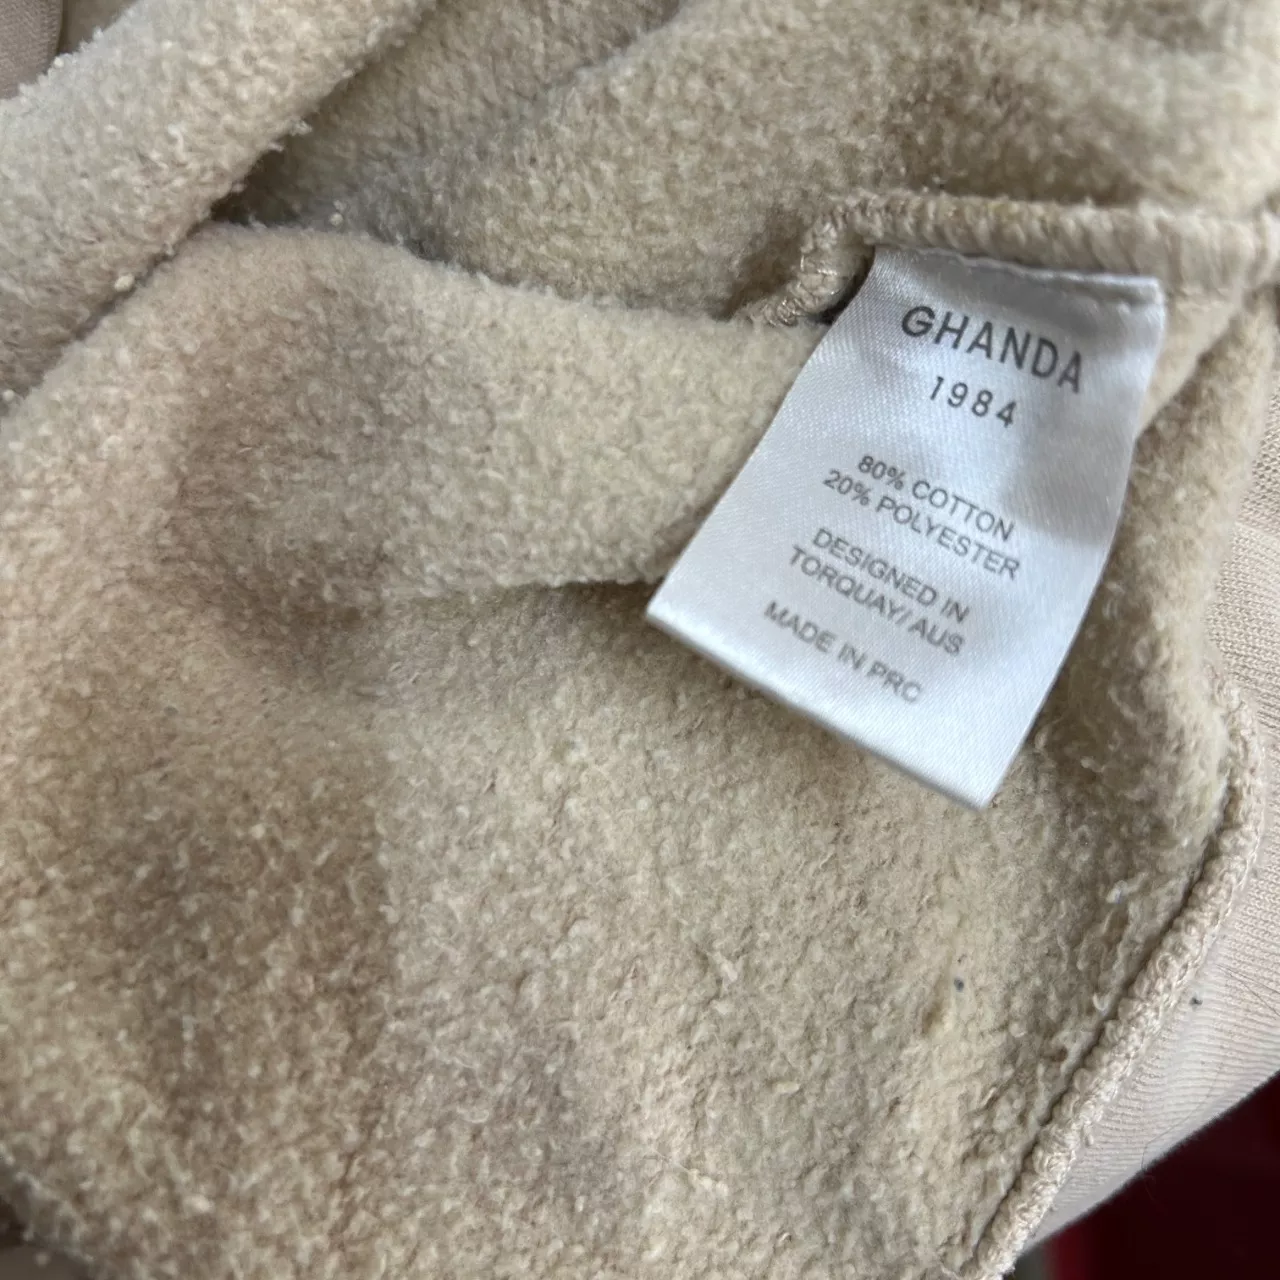 GHANDA
1984
80% COTTON
20% POLYESTER
DESIGNED IN
TORQUAY/ AUS
MADE IN PRC